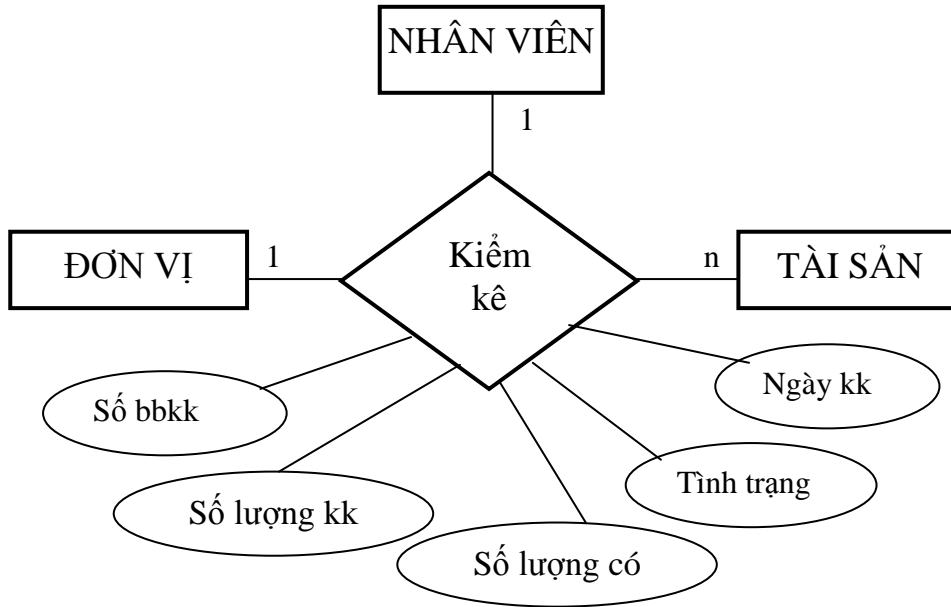 NHÂN VIÊN
1
ĐƠN VỊ
1
Kiểm
kê
n
TÀI SẢN
Số bbkk
Ngày kk
Số lượng kk
Tình trạng
Số lượng có